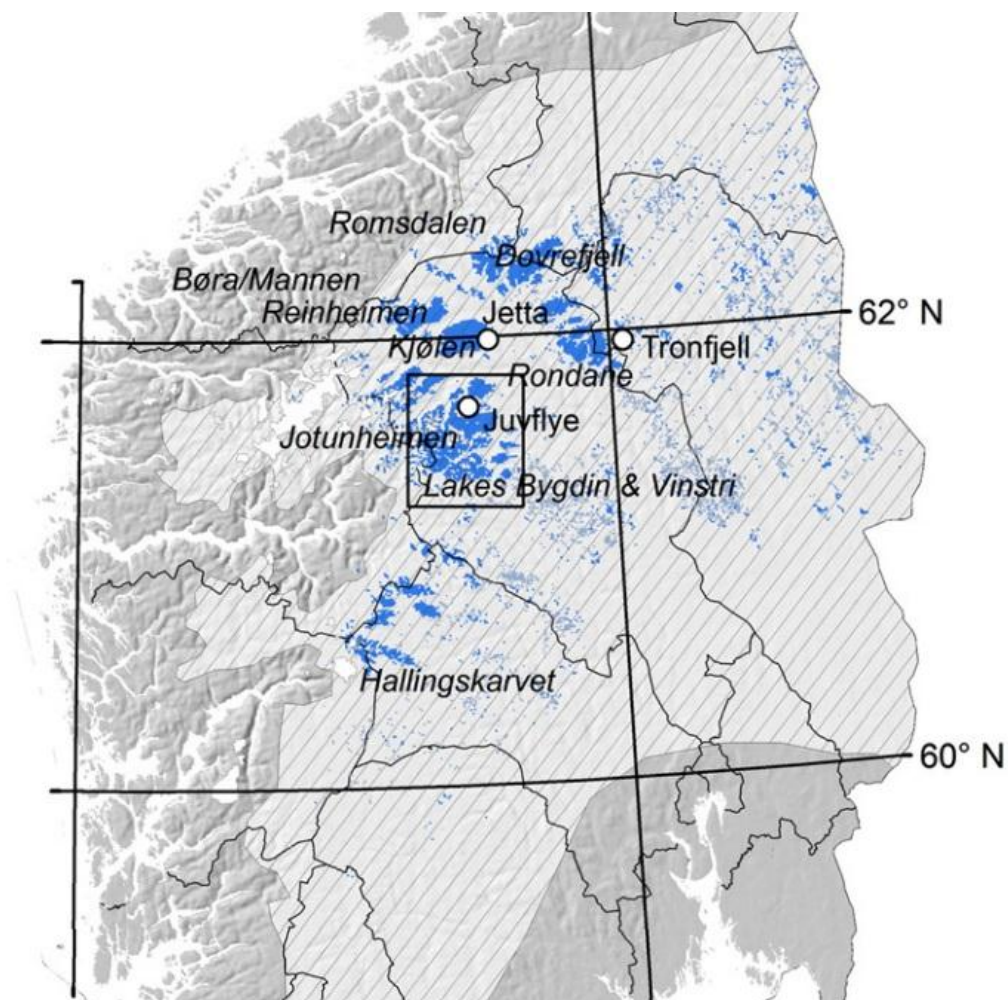 Romsdalen
Dovrefjell
Børa/Mannen
Reinheimen
Jetta
62° N
Kjølen
Tronfjell
Rondane
Juvflye
Jotunheimen
Lakes Bygdin & Vinstri
Hallingskarvet
60° N